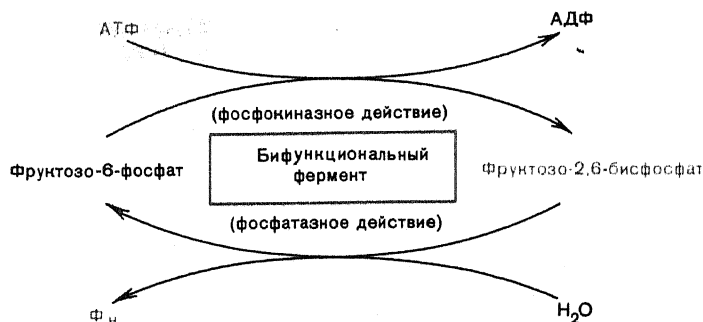 АТФ
АДФ
(фосфокиназное действие)
Фруктозо-6-фосфат
Бифункциональный
фермент
Фруктозо-2,6-бисфосфат
(фосфатазное действие)
Фн
H₂O